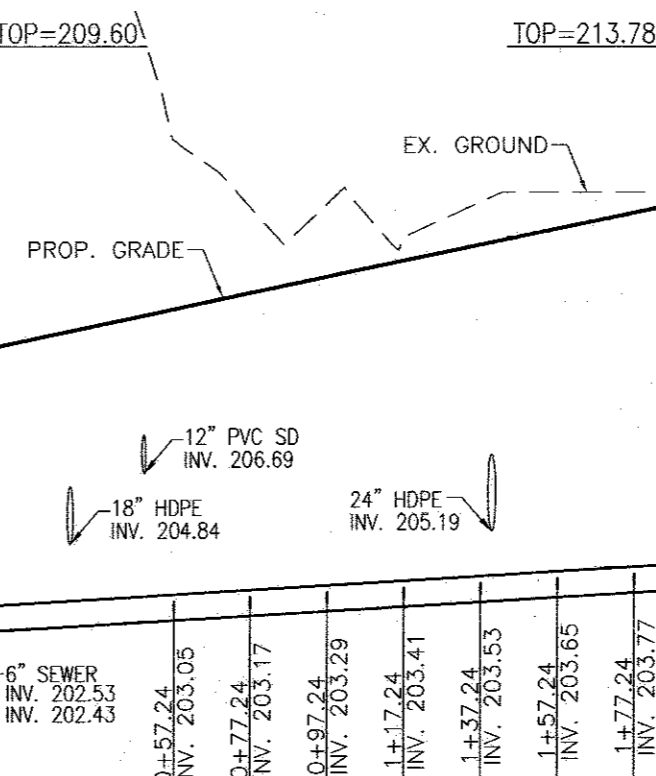 TOP=209.60
TOP=213.78
EX. GROUND
PROP. GRADE
12" PVC SD
INV. 206.69
18" HDPE
INV. 204.84
24" HDPE
INV. 205.19
6" SEWER
INV. 202.53
INV. 202.43
0+57.24
INV. 203.05
0+77.24
INV. 203.17
0+97.24
INV. 203.29
1+17.24
INV. 203.41
1+37.24
INV. 203.53
1+57.24
INV. 203.65
1+77.24
INV. 203.77